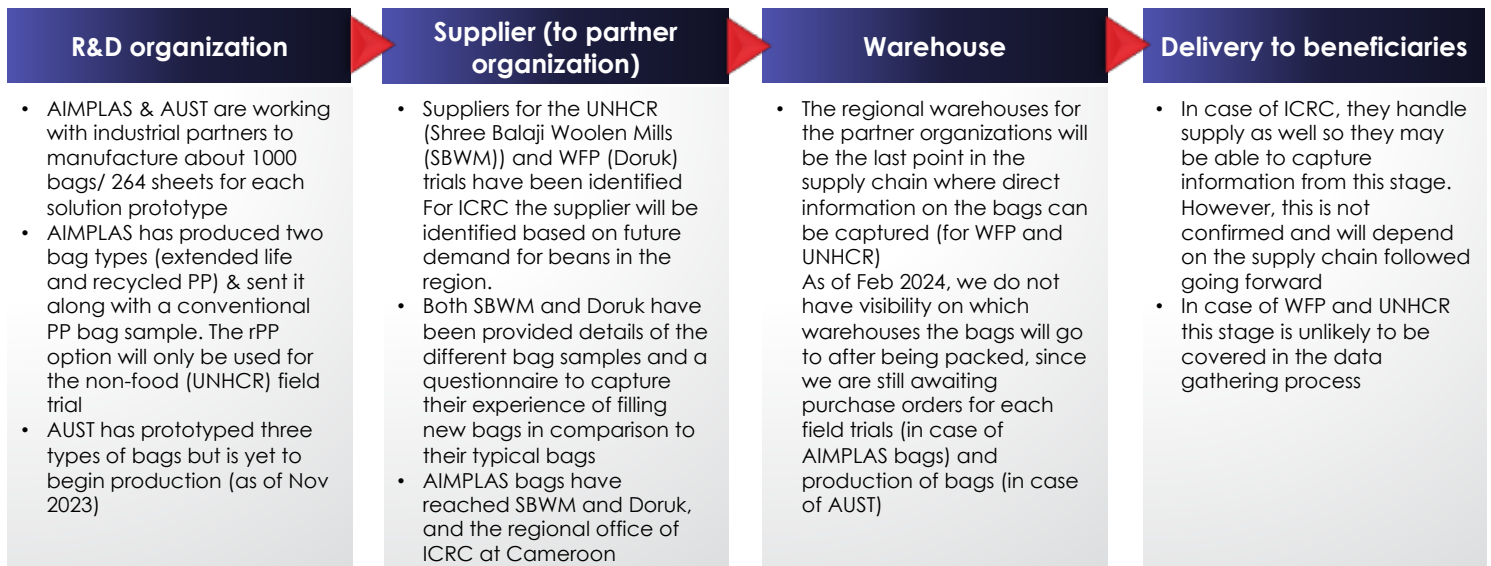 R&D organization
• AIMPLAS & AUST are working
with industrial partners to
manufacture about 1000
bags/ 264 sheets for each
solution prototype
• AIMPLAS has produced two
bag types (extended life
and recycled PP) & sent it
along with a conventional
PP bag sample. The rPP
option will only be used for
the non-food (UNHCR) field
trial
• AUST has prototyped three
types of bags but is yet to
begin production (as of Nov
2023)
Supplier (to partner
organization)
• Suppliers for the UNHCR
(Shree Balaji Woolen Mills
(SBWM)) and WFP (Doruk)
trials have been identified
For ICRC the supplier will be
identified based on future
demand for beans in the
region.
• Both SBWM and Doruk have
been provided details of the
different bag samples and a
questionnaire to capture
their experience of filling
new bags in comparison to
their typical bags
• AIMPLAS bags have
reached SBWM and Doruk,
and the regional office of
ICRC at Cameroon
Warehouse
• The regional warehouses for
the partner organizations will
be the last point in the
supply chain where direct
information on the bags can
be captured (for WFP and
UNHCR)
As of Feb 2024, we do not
have visibility on which
warehouses the bags will go
to after being packed, since
we are still awaiting
purchase orders for each
field trials (in case of
AIMPLAS bags) and
production of bags (in case
of AUST)
Delivery to beneficiaries
• In case of ICRC, they handle
supply as well so they may
be able to capture
information from this stage.
However, this is not
confirmed and will depend
on the supply chain followed
going forward
• In case of WFP and UNHCR
this stage is unlikely to be
covered in the data
gathering process